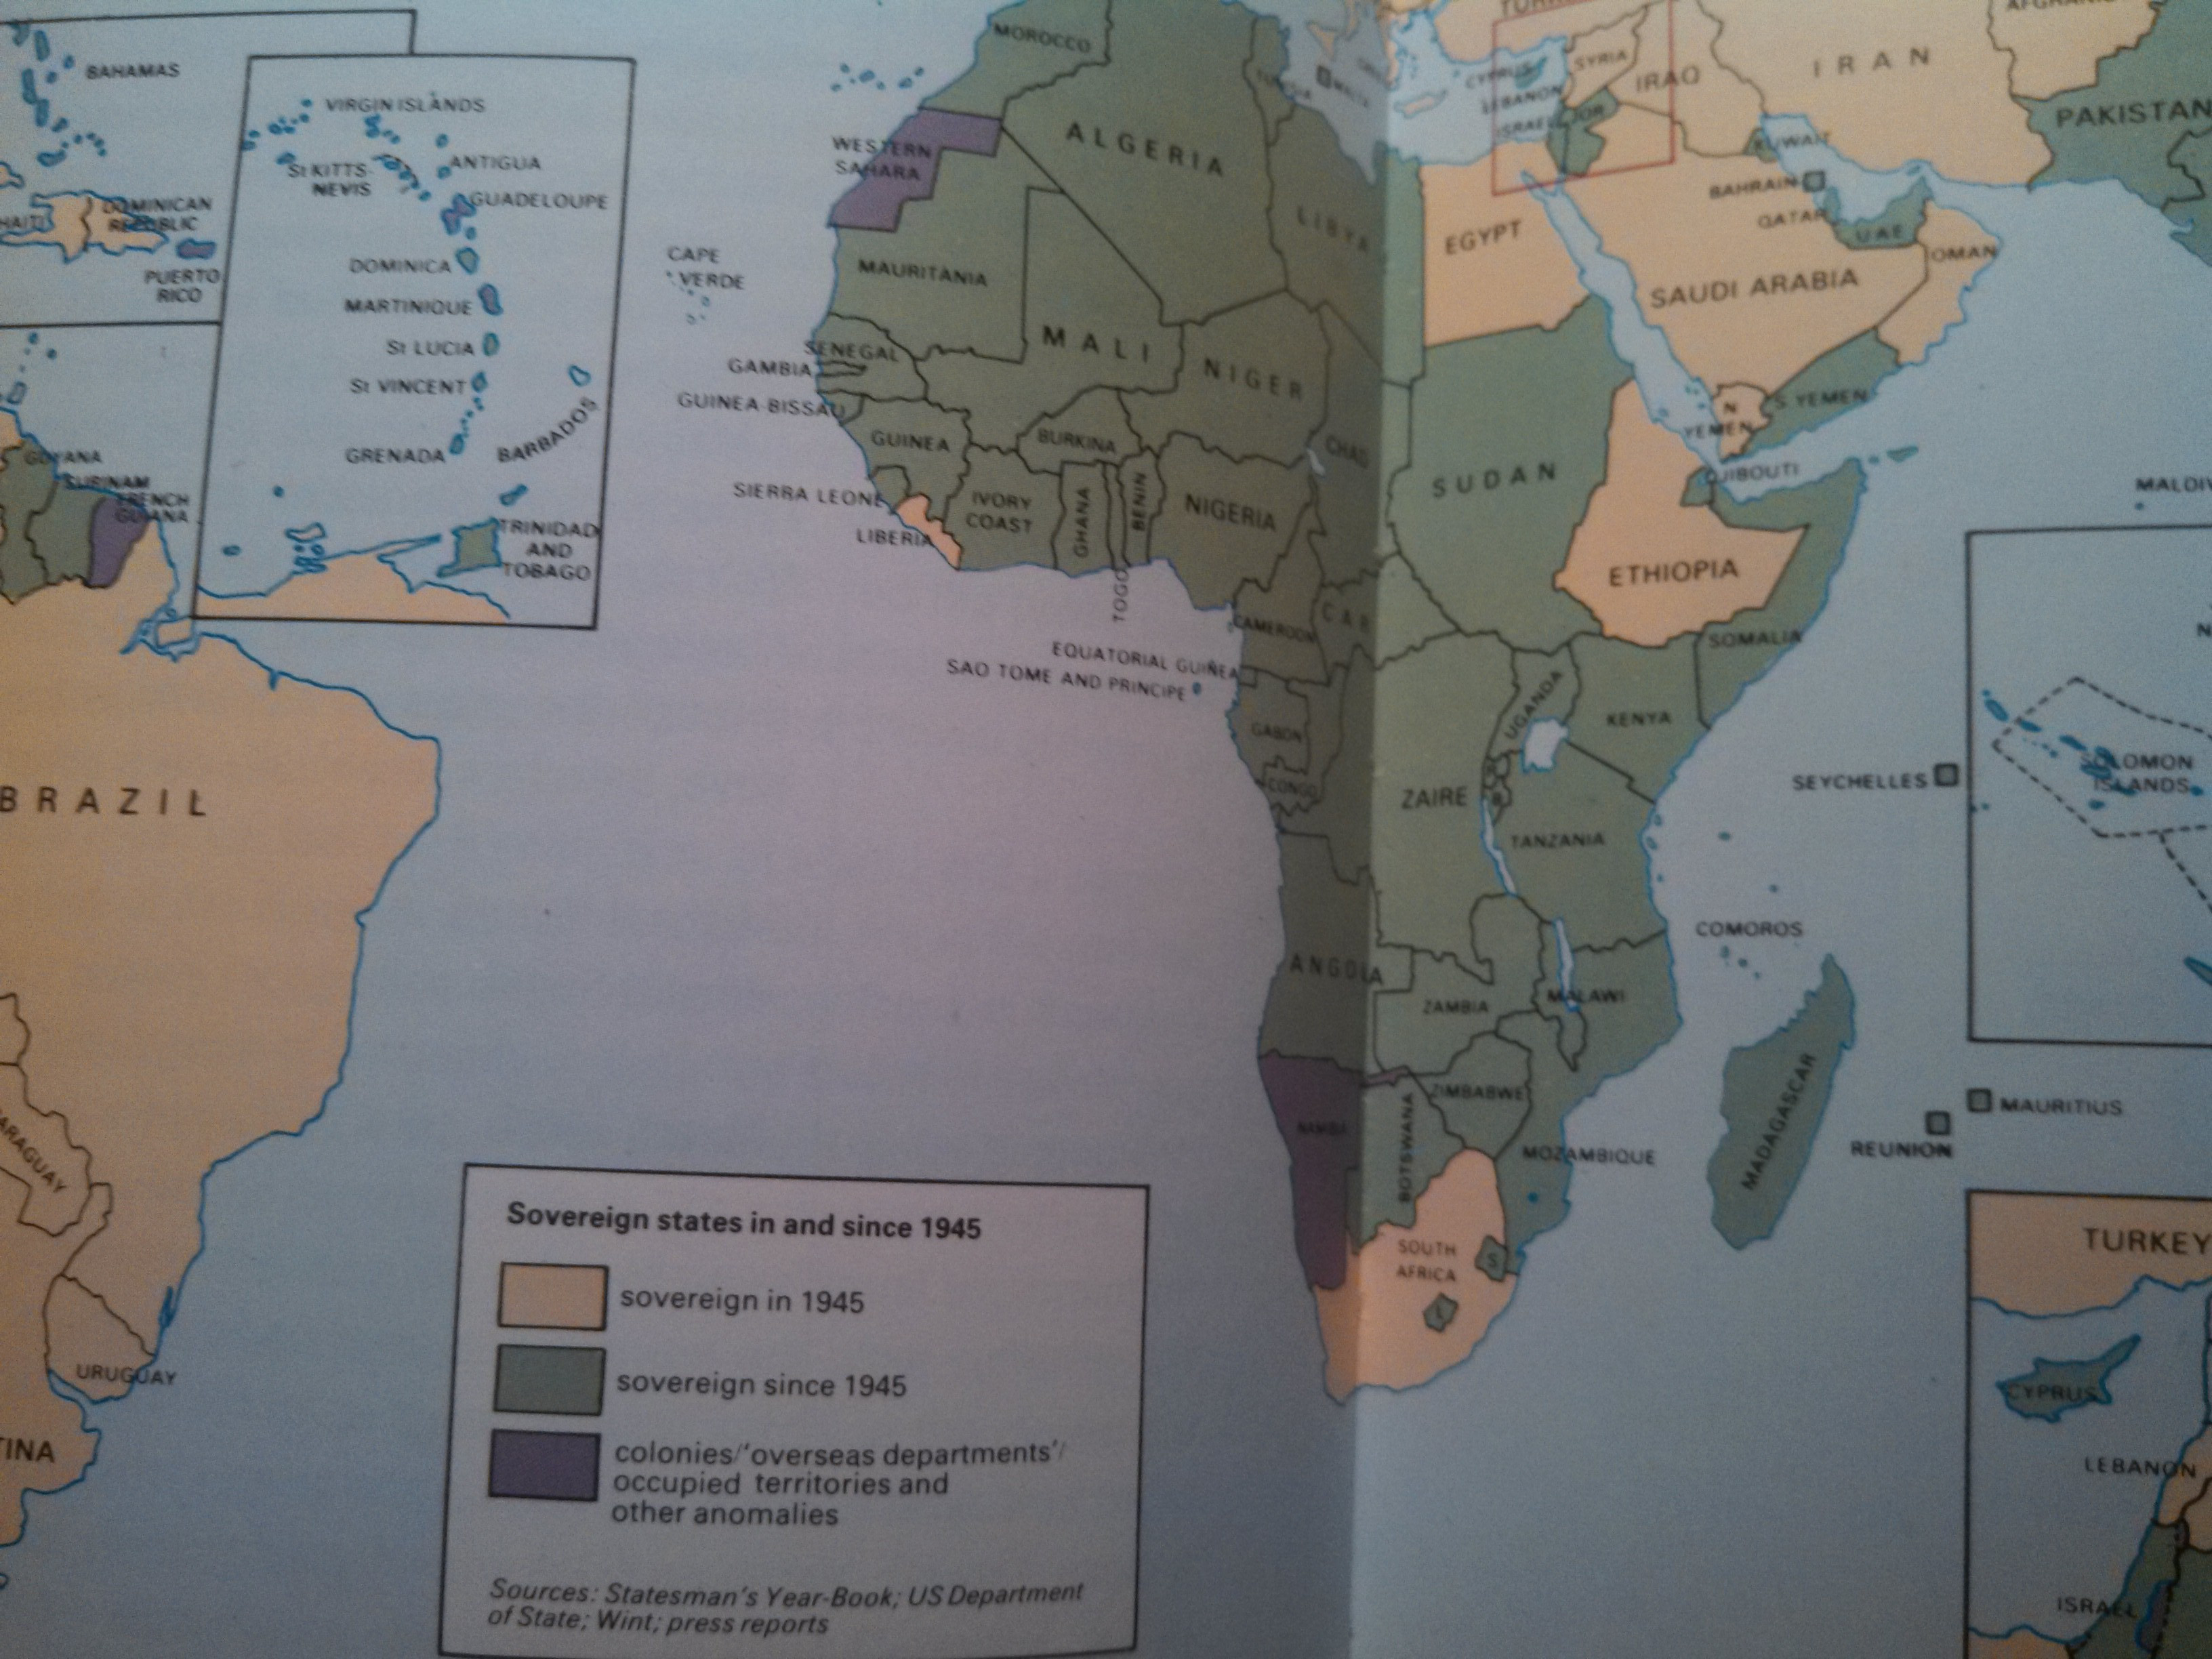 BAHAMAS
HAITI
DOMINICAN
REPUBLIC
PUERTO
RICO
VIRGIN ISLANDS
St KITTS-
NEVIS
ANTIGUA
GUADELOUPE
DOMINICA
MARTINIQUE
St LUCIA
St VINCENT
BARBADOS
GRENADA
TRINIDAD
AND
TOBAGO
GUYANA
SURINAM
FRENCH
GUIANA
BRAZIL
ARAGUAY
URUGUAY
TINA
CAPE
VERDE
MOROCCO
WESTERN
SAHARA
ALGERIA
TUNISIA
MALTA
LIBYA
MAURITANIA
MALI
NIGER
CHAD
SENEGAL
GAMBIA
GUINEA-BISSAU
GUINEA
BURKINA
SIERRA LEONE
LIBERIA
IVORY
COAST
GHANA
TOGO
BENIN
NIGERIA
CAMEROON
CAR
EQUATORIAL GUINEA
SAO TOME AND PRINCIPE
GABON
CONGO
ANGOLA
NAMIBIA
EGYPT
SUDAN
ETHIOPIA
DJIBOUTI
SOMALIA
UGANDA
KENYA
ZAIRE
R
B
TANZANIA
ZAMBIA
MALAWI
ZIMBABWE
BOTSWANA
MOZAMBIQUE
SOUTH
AFRICA
S
L
COMOROS
MADAGASCAR
SEYCHELLES
MAURITIUS
REUNION
CYPRUS
SYRIA
LEBANON
ISRAEL
JOR
IRAQ
IRAN
KUWAIT
BAHRAIN
QATAR
UAE
OMAN
SAUDI ARABIA
N
YEMEN
S YEMEN
PAKISTAN
MALDIV
N
SOLOMON
ISLANDS
TURKEY
CYPRUS
LEBANON
ISRAEL
Sovereign states in and since 1945
sovereign in 1945
sovereign since 1945
colonies/'overseas departments'/
occupied territories and
other anomalies
Sources: Statesman's Year-Book; US Department
of State; Wint; press reports